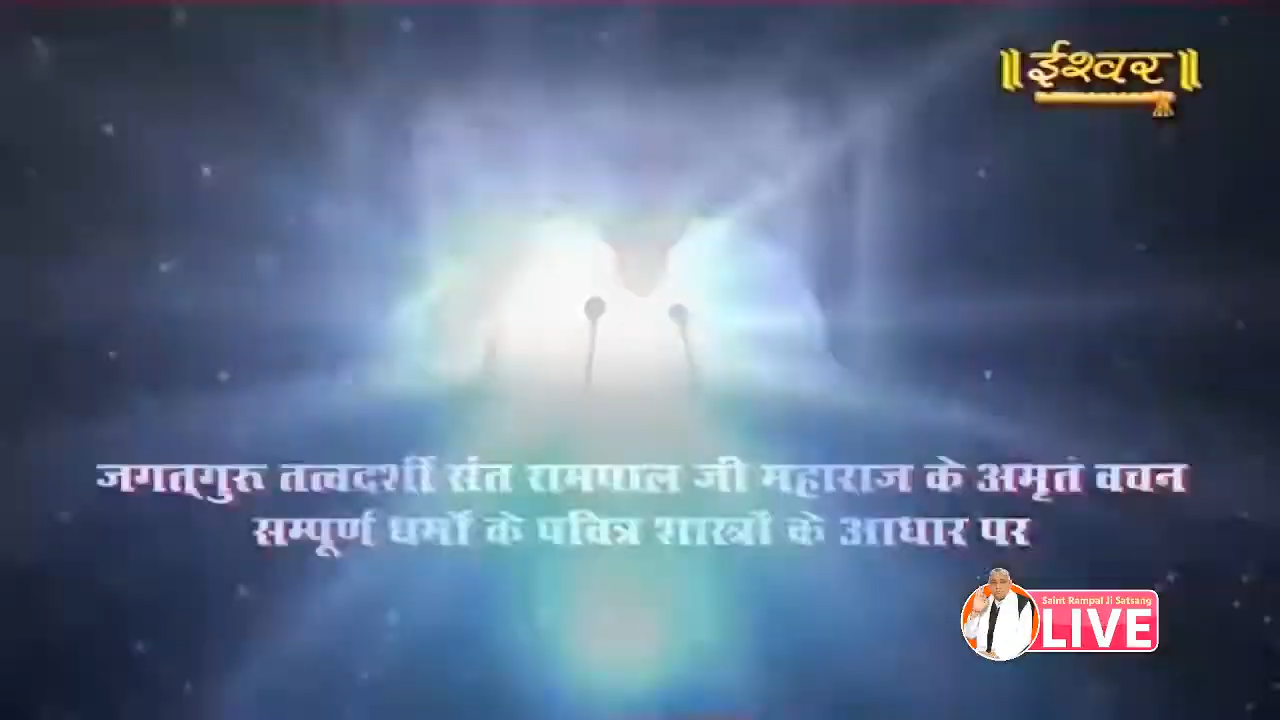 ॥ईश्वर॥
जगत्गुरु तत्वदर्शी संत रामपाल जी महाराज के अमृत वचन
सम्पूर्ण धर्मों के पवित्र शास्त्रों के आधार पर
Saint Rampal Ji Satsang
LIVE